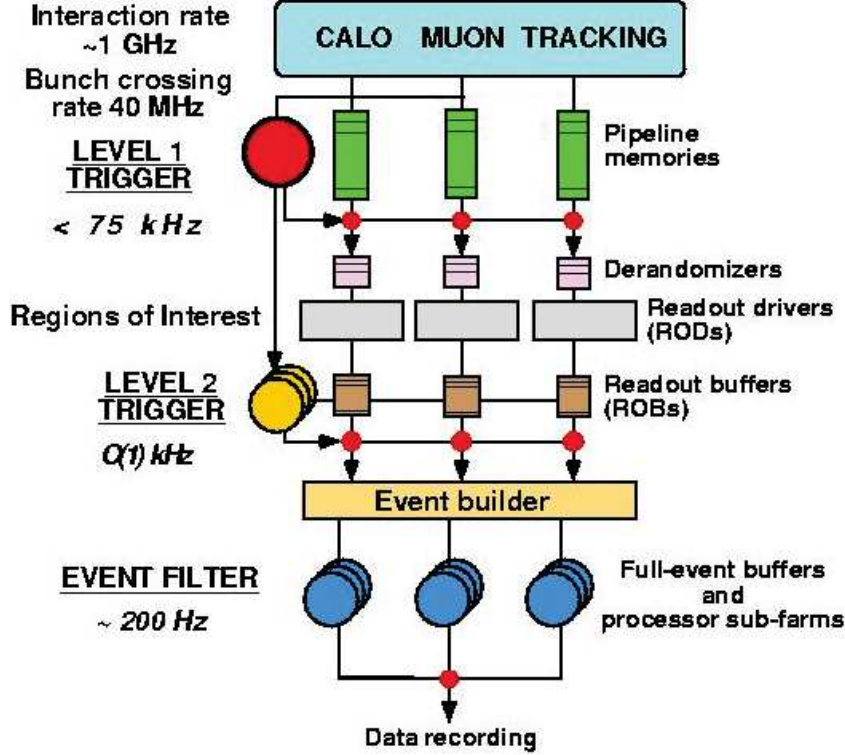 Interaction rate
~1 GHz
CALO MUON TRACKING
Bunch crossing
rate 40 MHz
Pipeline
memories
LEVEL 1
TRIGGER
< 75 kHz
Derandomizers
Regions of Interest
Readout drivers
(RODs)
LEVEL 2
TRIGGER
Readout buffers
(ROBs)
O(1) kHz
Event builder
EVENT FILTER
~ 200 Hz
Full-event buffers
and
processor sub-farms
Data recording